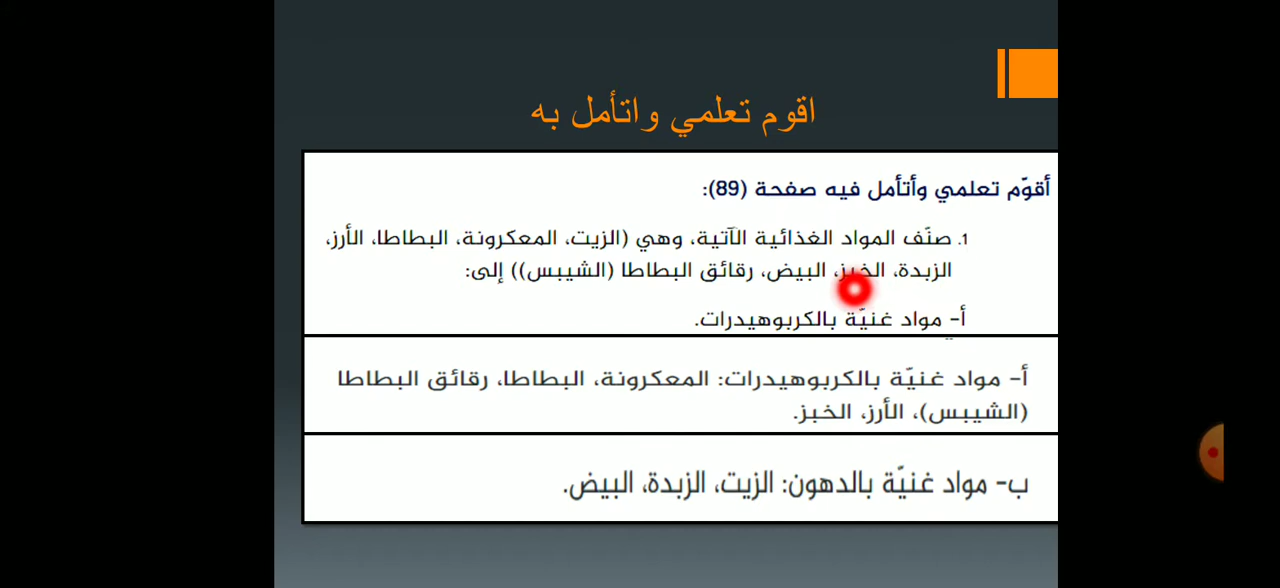 اقوم تعلمي واتأمل به
أقوّم تعلمي وأتأمل فيه صفحة (89):
1. صنّف المواد الغذائية الآتية، وهي (الزيت، المعكرونة، البطاطا، الأرز،
الزبدة، الخبز، البيض، رقائق البطاطا (الشيبس)) إلى:
أ- مواد غنيّة بالكربوهيدرات.
أ- مواد غنيّة بالكربوهيدرات: المعكرونة، البطاطا، رقائق البطاطا
(الشيبس)، الأرز، الخبز.
ب- مواد غنيّة بالدهون: الزيت، الزبدة، البيض.